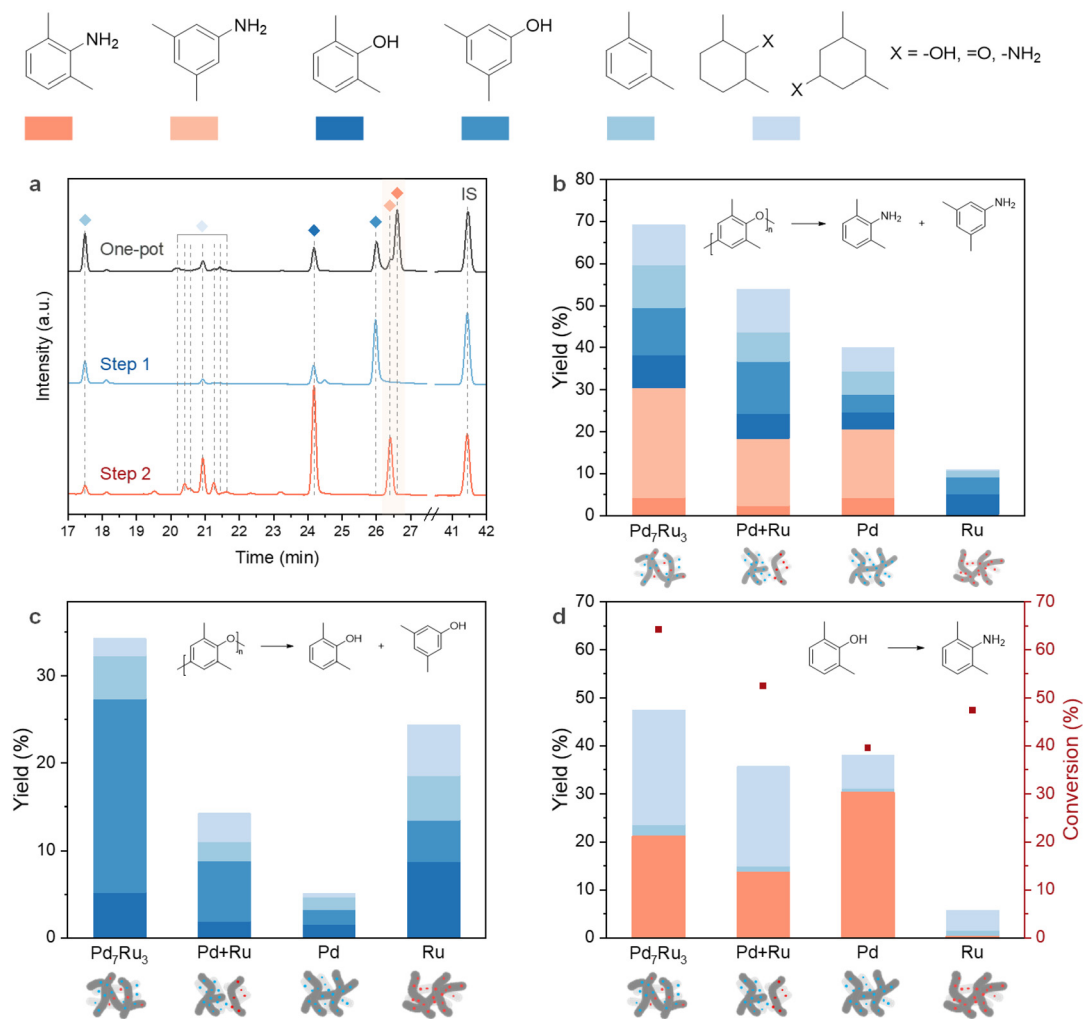 NH₂
NH₂
OH
OH
X
X
X = -OH, =O, -NH₂
a
IS
One-pot
Step 1
Step 2
Intensity (a.u.)
17 18 19 20 21 22 24 26 27 41 42
Time (min)
b
80
70
60
50
40
30
20
10
0
Yield (%)
O
n
NH₂
+
NH₂
Pd₇Ru₃ Pd+Ru Pd Ru
c
30
20
10
0
Yield (%)
O
n
OH
+
OH
Pd₇Ru₃ Pd+Ru Pd Ru
d
70
60
50
40
30
20
10
0
Yield (%)
OH
NH₂
70
60
50
40
30
20
10
0
Conversion (%)
Pd₇Ru₃ Pd+Ru Pd Ru